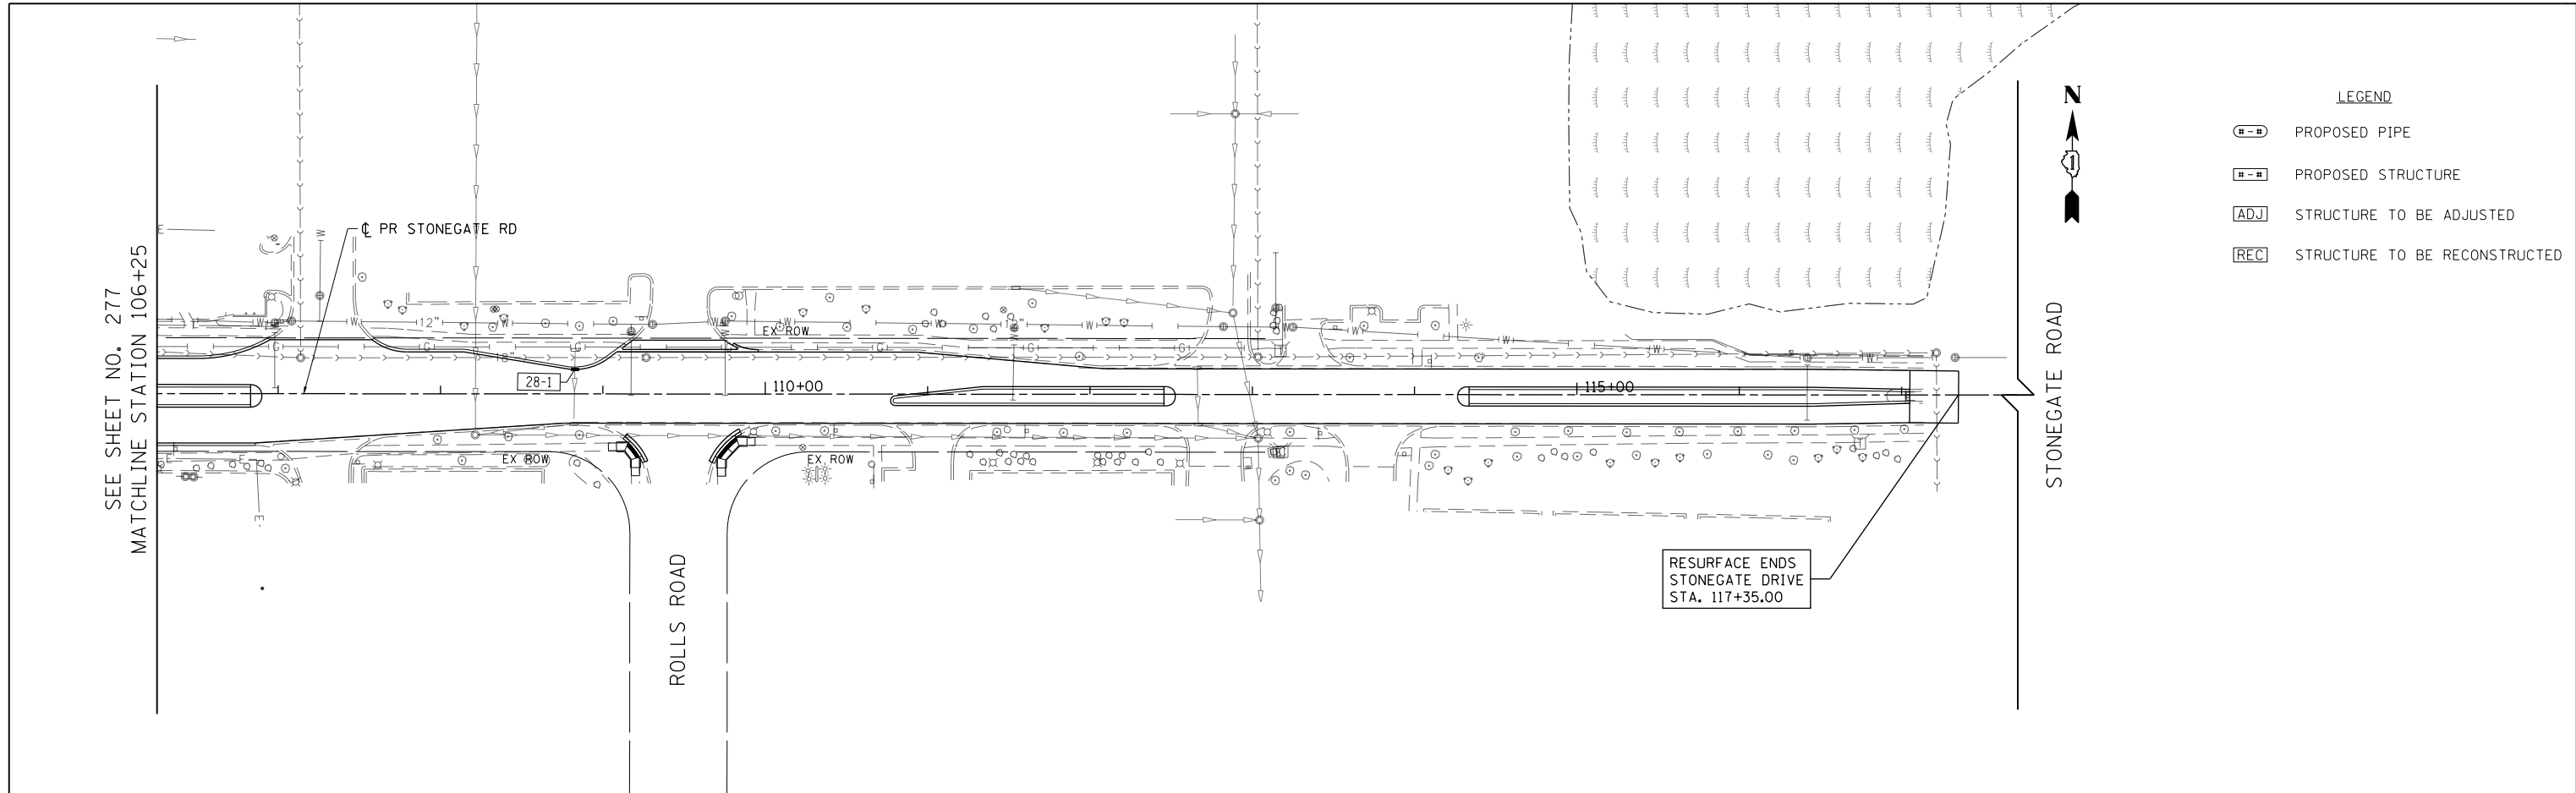 SEE SHEET NO. 277
MATCHLINE STATION 106+25
℄ PR STONEGATE RD
E
W
W
W
12"
W
W
W
EX ROW
W
12"
W
W
W
W
W
W
G
G
G
G
G
G
18"
28-1
110+00
115+00
EX ROW
EX ROW
E
E
E
ROLLS ROAD
RESURFACE ENDS
STONEGATE DRIVE
STA. 117+35.00
STONEGATE ROAD
N
1
LEGEND
#-# PROPOSED PIPE
#-# PROPOSED STRUCTURE
ADJ STRUCTURE TO BE ADJUSTED
REC STRUCTURE TO BE RECONSTRUCTED